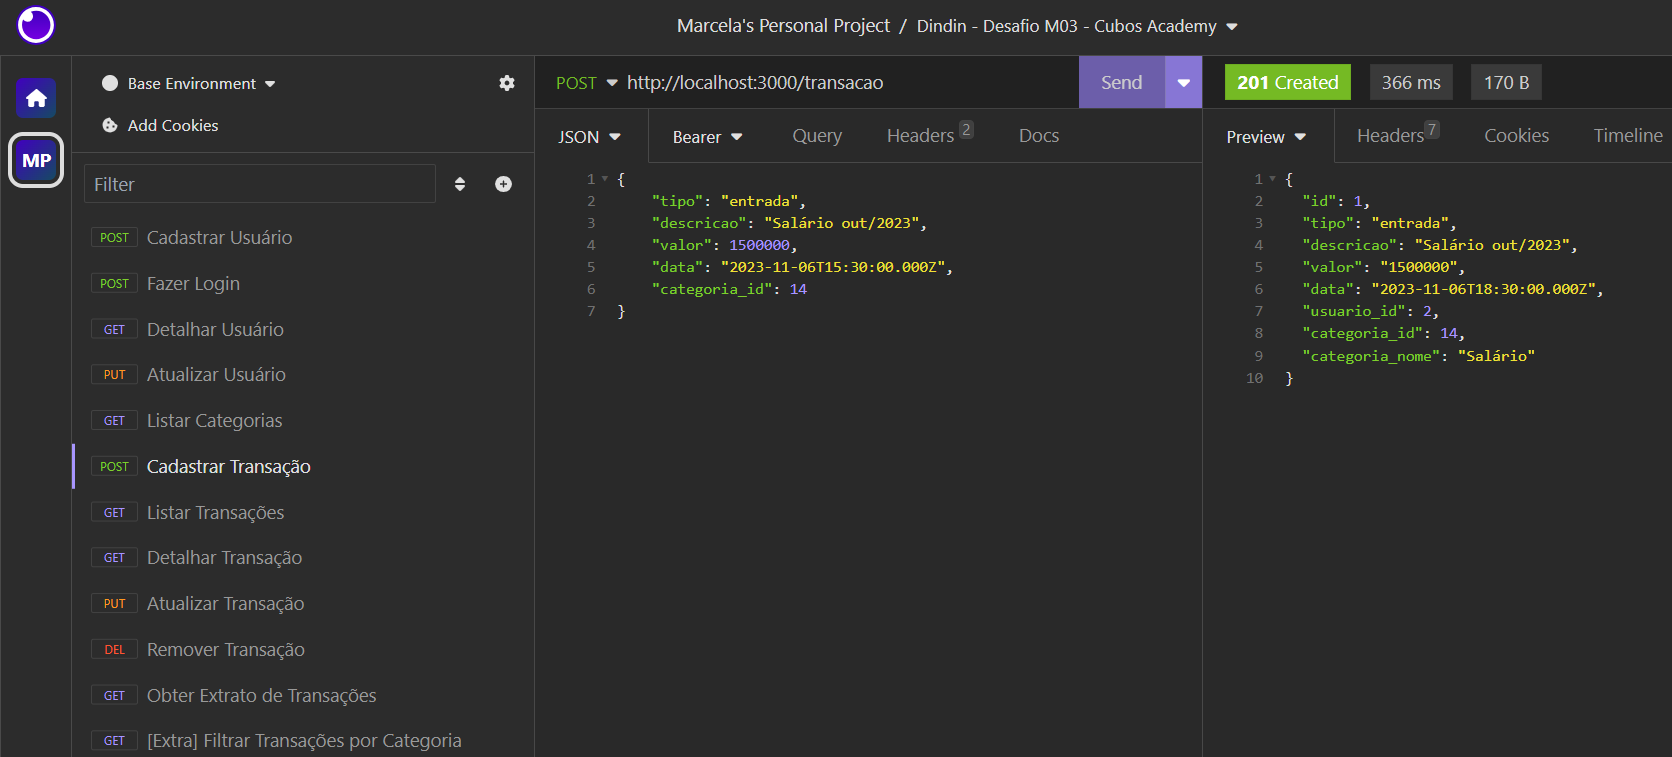 Marcela's Personal Project / Dindin - Desafio M03 - Cubos Academy
MP
Base Environment
Add Cookies
Filter
POST Cadastrar Usuário
POST Fazer Login
GET Detalhar Usuário
PUT Atualizar Usuário
GET Listar Categorias
POST Cadastrar Transação
GET Listar Transações
GET Detalhar Transação
PUT Atualizar Transação
DEL Remover Transação
GET Obter Extrato de Transações
GET [Extra] Filtrar Transações por Categoria
POST http://localhost:3000/transacao Send
JSON Bearer Query Headers 2 Docs
1 {
2 "tipo": "entrada",
3 "descricao": "Salário out/2023",
4 "valor": 1500000,
5 "data": "2023-11-06T15:30:00.000Z",
6 "categoria_id": 14
7 }
201 Created 366 ms 170 B
Preview Headers 7 Cookies Timeline
1 {
2 "id": 1,
3 "tipo": "entrada",
4 "descricao": "Salário out/2023",
5 "valor": "1500000",
6 "data": "2023-11-06T18:30:00.000Z",
7 "usuario_id": 2,
8 "categoria_id": 14,
9 "categoria_nome": "Salário"
10 }